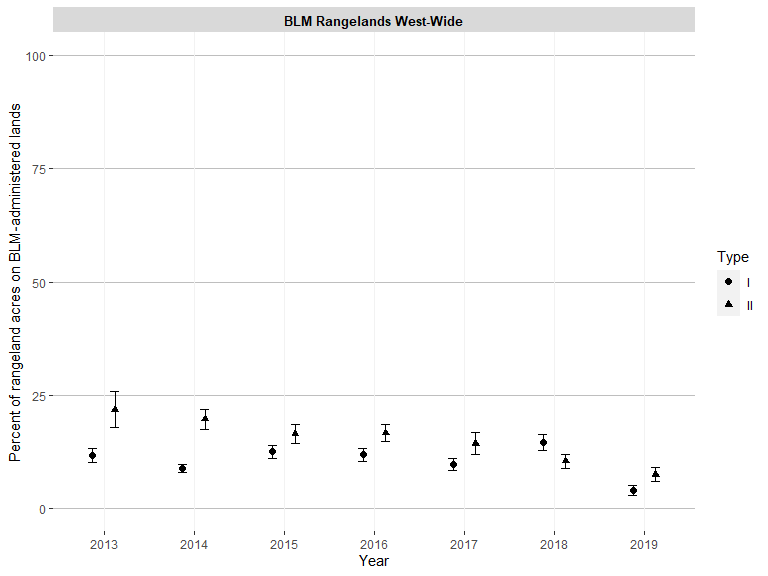 BLM Rangelands West-Wide
Percent of rangeland acres on BLM-administered lands
100
75
50
25
0
2013 2014 2015 2016 2017 2018 2019
Year
Type
I
II